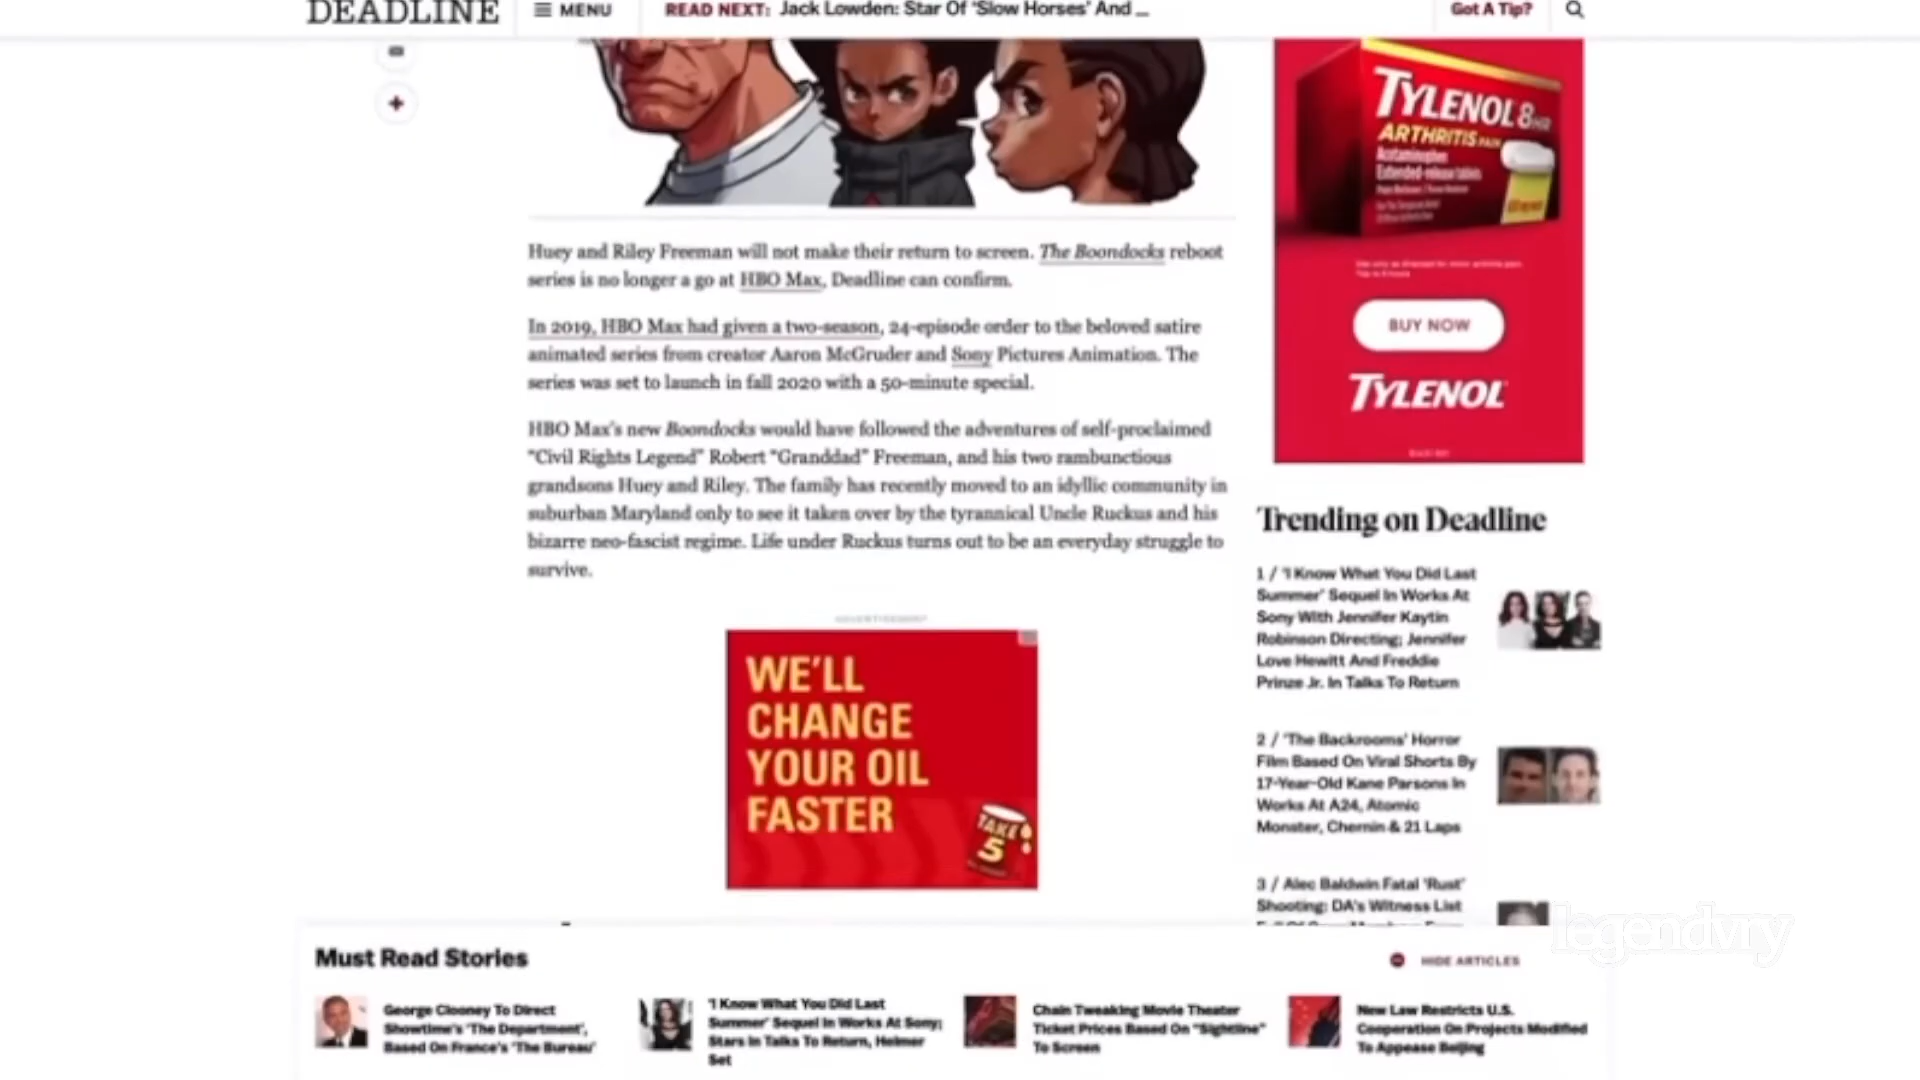 DEADLINE
MENU
READ NEXT: Jack Lowden: Star Of 'Slow Horses' And ...
Got A Tip?
TYLENOL 8HR
ARTHRITIS PAIN
Acetaminophen
Extended-release tablets
BUY NOW
TYLENOL
Huey and Riley Freeman will not make their return to screen. The Boondocks reboot
series is no longer a go at HBO Max, Deadline can confirm.
In 2019, HBO Max had given a two-season, 24-episode order to the beloved satire
animated series from creator Aaron McGruder and Sony Pictures Animation. The
series was set to launch in fall 2020 with a 50-minute special.
HBO Max's new Boondocks would have followed the adventures of self-proclaimed
"Civil Rights Legend" Robert "Granddad" Freeman, and his two rambunctious
grandsons Huey and Riley. The family has recently moved to an idyllic community in
suburban Maryland only to see it taken over by the tyrannical Uncle Ruckus and his
bizarre neo-fascist regime. Life under Ruckus turns out to be an everyday struggle to
survive.
ADVERTISEMENT
WE'LL
CHANGE
YOUR OIL
FASTER
TAKE
5
Trending on Deadline
1 / 'I Know What You Did Last
Summer' Sequel In Works At
Sony With Jennifer Kaytin
Robinson Directing; Jennifer
Love Hewitt And Freddie
Prinze Jr. In Talks To Return
2 / 'The Backrooms' Horror
Film Based On Viral Shorts By
17-Year-Old Kane Parsons In
Works At A24, Atomic
Monster, Chernin & 21 Laps
3 / Alec Baldwin Fatal 'Rust'
Shooting: DA's Witness List
legendvry
Must Read Stories
HIDE ARTICLES
George Clooney To Direct
Showtime's 'The Department',
Based On France's 'The Bureau'
'I Know What You Did Last
Summer' Sequel In Works At Sony;
Stars In Talks To Return, Helmer
Set
Chain Tweaking Movie Theater
Ticket Prices Based On "Sightline"
To Screen
New Law Restricts U.S.
Cooperation On Projects Modified
To Appease Beijing